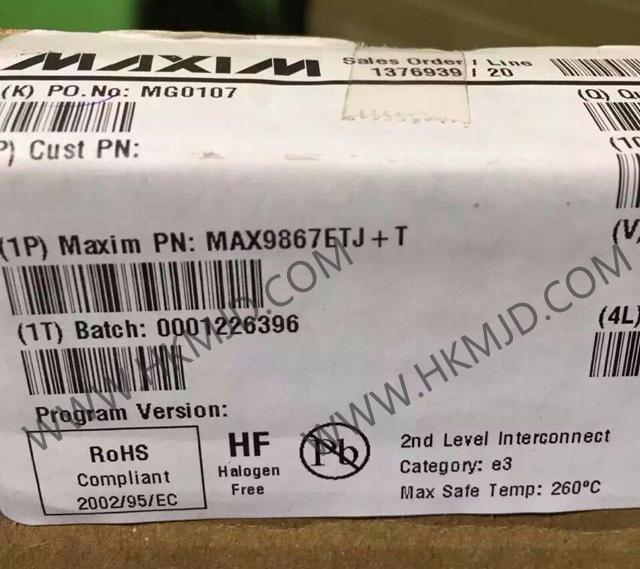 MAXIM
Sales Order / Line
1376939 / 20
(K) PO.No: MG0107
(Q)
P) Cust PN:
(1P) Maxim PN: MAX9867ETJ+T
(V)
(1T) Batch: 0001226396
(4L)
Program Version:
RoHS
Compliant
2002/95/EC
HF
Halogen
Free
Pb
2nd Level Interconnect
Category: e3
Max Safe Temp: 260ºC
WWW.HKMJD.COM
WWW.HKMJD.COM